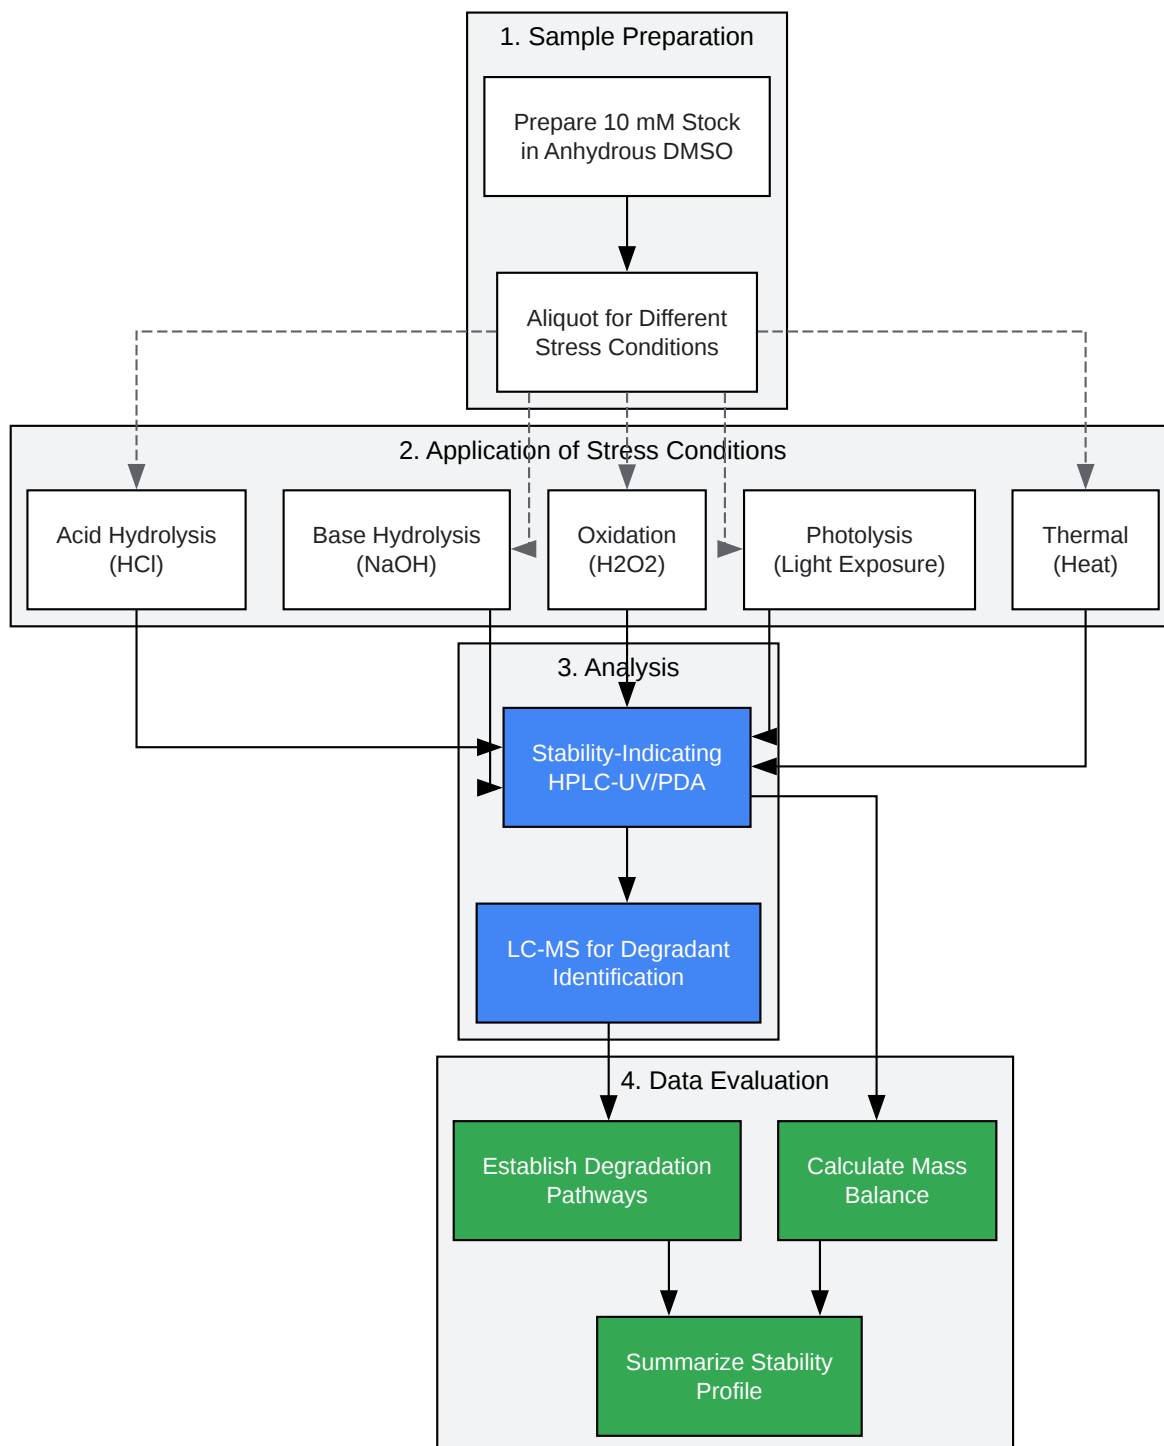 1. Sample Preparation
Prepare 10 mM Stock
in Anhydrous DMSO
Aliquot for Different
Stress Conditions
2. Application of Stress Conditions
Acid Hydrolysis
(HCl)
Base Hydrolysis
(NaOH)
Oxidation
(H2O2)
Photolysis
(Light Exposure)
Thermal
(Heat)
3. Analysis
Stability-Indicating
HPLC-UV/PDA
LC-MS for Degradant
Identification
4. Data Evaluation
Establish Degradation
Pathways
Calculate Mass
Balance
Summarize Stability
Profile